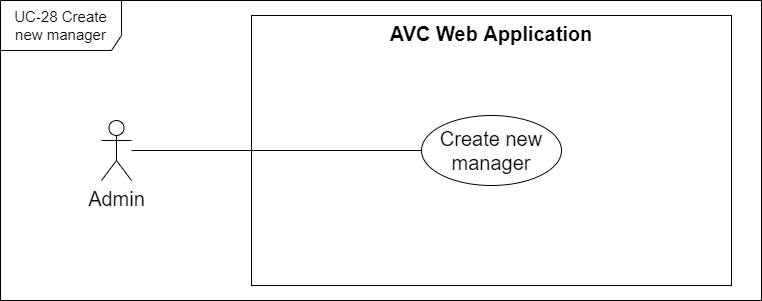 UC-28 Create
new manager
AVC Web Application
Create new
manager
Admin